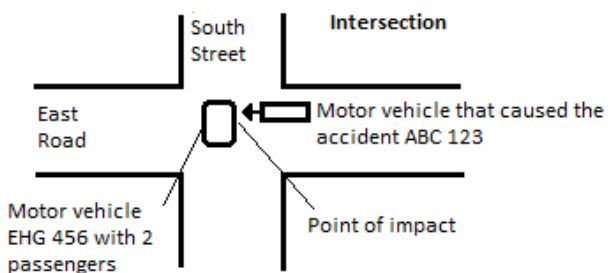 South
Street
Intersection
East
Road
Motor vehicle that caused the
accident ABC 123
Motor vehicle
EHG 456 with 2
passengers
Point of impact